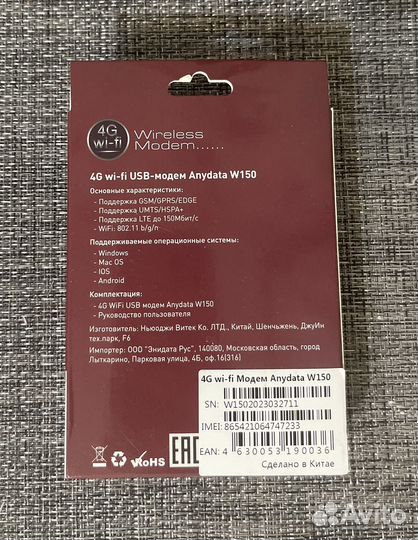 4G
wi-fi
Wireless
Modem......
4G wi-fi USB-модем Anydata W150
Основные характеристики:
- Поддержка GSM/GPRS/EDGE
- Поддержка UMTS/HSPA+
- Поддержка LTE до 150Мбит/с
- WiFi: 802.11 b/g/n
Поддерживаемые операционные системы:
- Windows
- Mac OS
- IOS
- Android
Комплектация:
- 4G WiFi USB модем Anydata W150
- Руководство пользователя
Изготовитель: Ньюоджи Витек Ко. ЛТД., Китай, Шенчьжень, ДжуИн
тех.парк, F6
Импортер: ООО "Энидата Рус", 140080, Московская область, город
Лыткарино, Парковая улица, 4Б, оф.16(316)
4G wi-fi Модем Anydata W150
SN: W1502023032711
IMEI: 865421064747233
EAN: 4 630053 190036
Сделано в Китае
RoHS
EAC
Avito